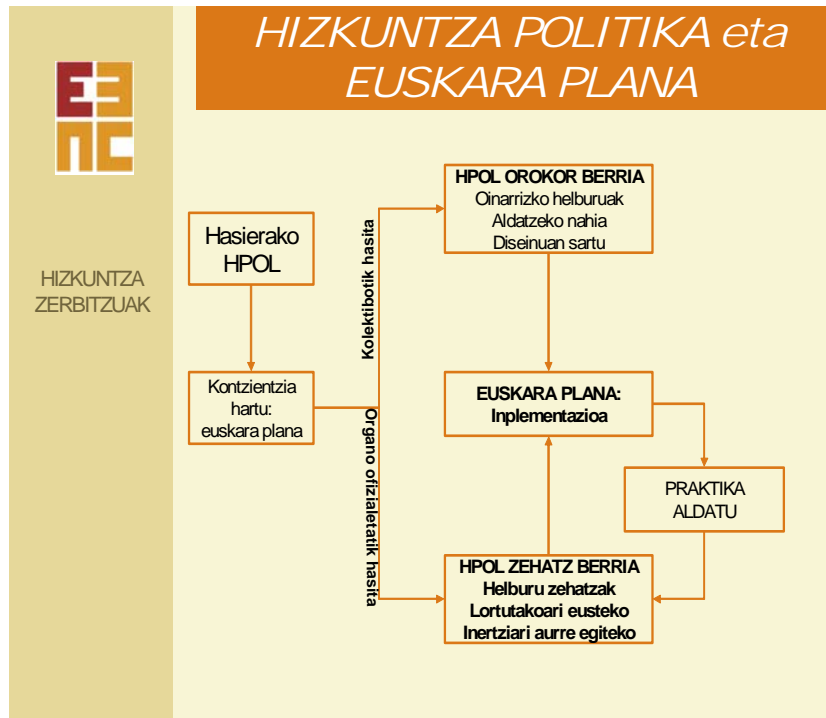 HIZKUNTZA POLITIKA eta
EUSKARA PLANA
HIZKUNTZA
ZERBITZUAK
Hasierako
HPOL
Kontzientzia
hartu:
euskara plana
Kolektibotik hasita
Organo ofizialetatik hasita
HPOL OROKOR BERRIA
Oinarrizko helburuak
Aldatzeko nahia
Diseinuan sartu
EUSKARA PLANA:
Inplementazioa
PRAKTIKA
ALDATU
HPOL ZEHATZ BERRIA
Helburu zehatzak
Lortutakoari eusteko
Inertziari aurre egiteko